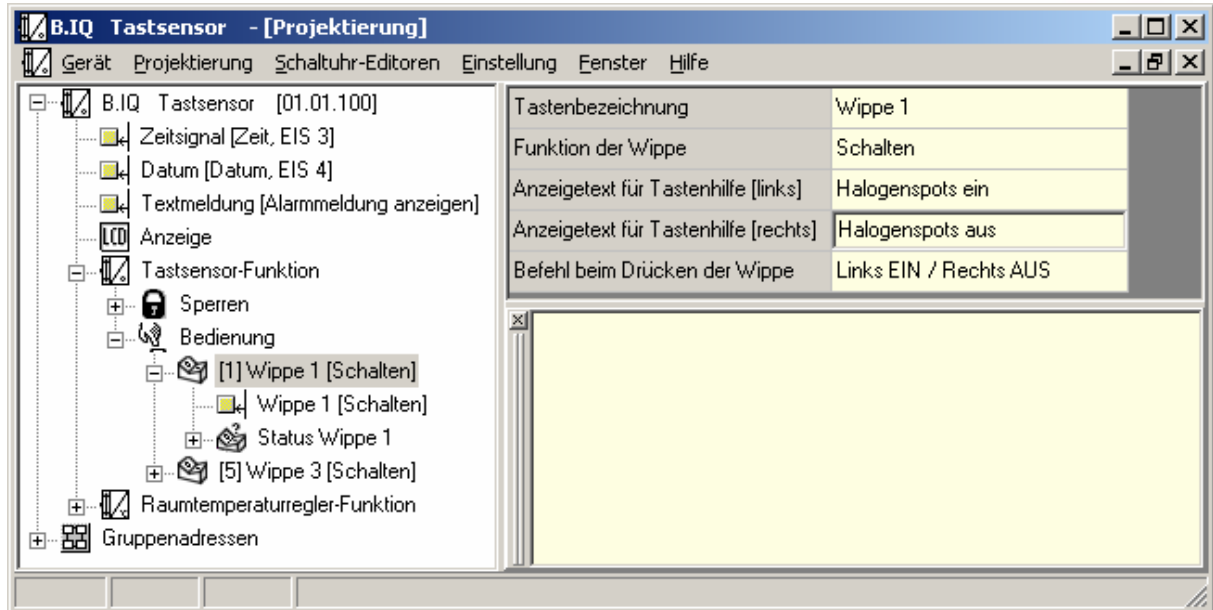 B.IQ Tastsensor - [Projektierung]
Gerät Projektierung Schaltuhr-Editoren Einstellung Fenster Hilfe
B.IQ Tastsensor [01.01.100]
Zeitsignal [Zeit, EIS 3]
Datum [Datum, EIS 4]
Textmeldung [Alarmmeldung anzeigen]
LCD Anzeige
Tastsensor-Funktion
Sperren
Bedienung
[1] Wippe 1 [Schalten]
Wippe 1 [Schalten]
Status Wippe 1
[5] Wippe 3 [Schalten]
Raumtemperaturregler-Funktion
Gruppenadressen
Tastenbezeichnung Wippe 1
Funktion der Wippe Schalten
Anzeigetext für Tastenhilfe [links] Halogenspots ein
Anzeigetext für Tastenhilfe [rechts] Halogenspots aus
Befehl beim Drücken der Wippe Links EIN / Rechts AUS